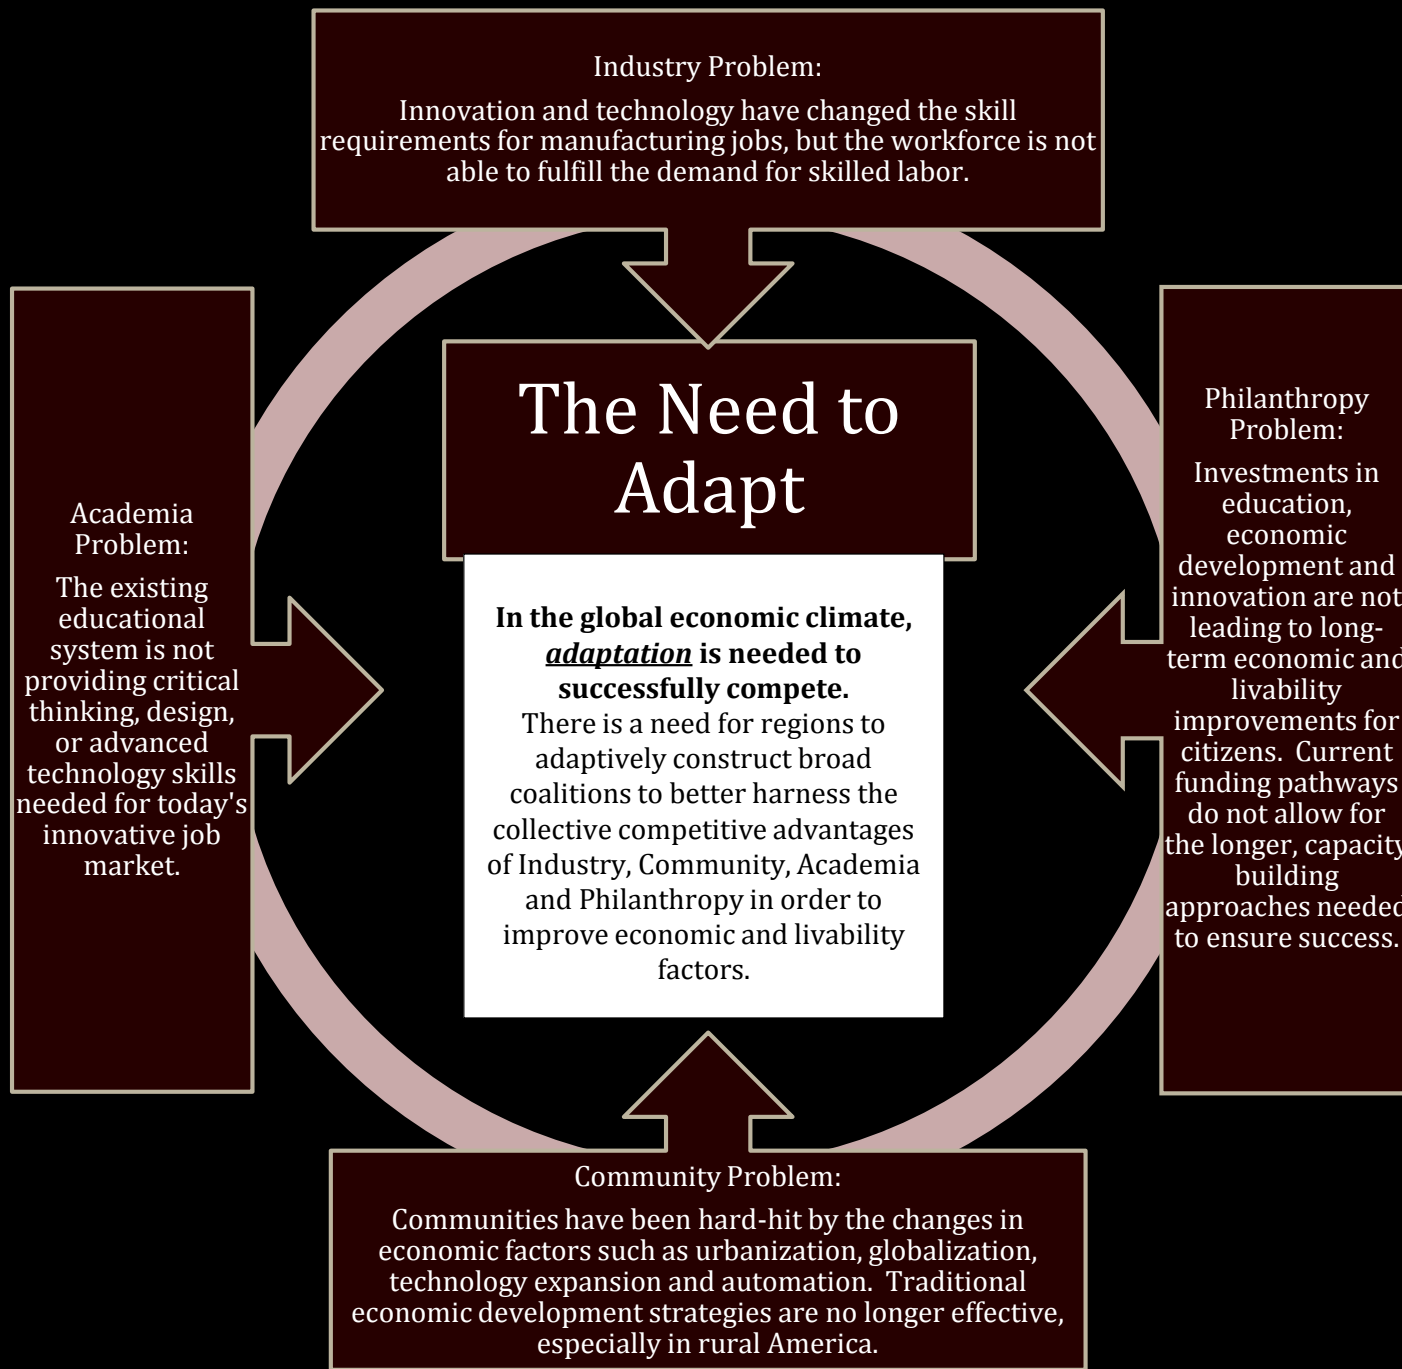 Industry Problem:
Innovation and technology have changed the skill
requirements for manufacturing jobs, but the workforce is not
able to fulfill the demand for skilled labor.
The Need to
Adapt
In the global economic climate,
adaptation is needed to
successfully compete.
There is a need for regions to
adaptively construct broad
coalitions to better harness the
collective competitive advantages
of Industry, Community, Academia
and Philanthropy in order to
improve economic and livability
factors.
Academia
Problem:
The existing
educational
system is not
providing critical
thinking, design,
or advanced
technology skills
needed for today's
innovative job
market.
Philanthropy
Problem:
Investments in
education,
economic
development and
innovation are not
leading to long-
term economic and
livability
improvements for
citizens.  Current
funding pathways
do not allow for
the longer, capacity
building
approaches needed
to ensure success.
Community Problem:
Communities have been hard-hit by the changes in
economic factors such as urbanization, globalization,
technology expansion and automation.  Traditional
economic development strategies are no longer effective,
especially in rural America.